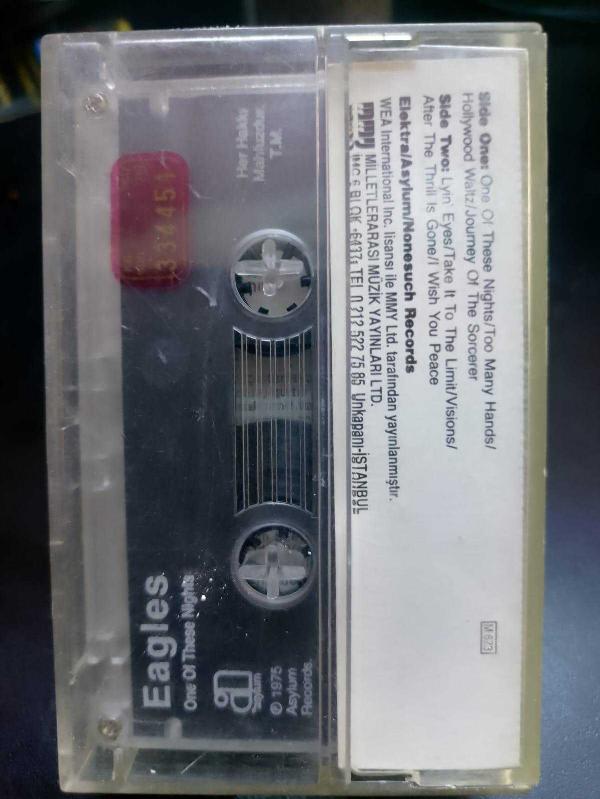 Side One: One Of These Nights/Too Many Hands/
Hollywood Waltz/Journey Of The Sorcerer
Side Two: Lyin' Eyes/Take It To The Limit/Visions/
After The Thrill Is Gone/I Wish You Peace
Elektra/Asylum/Nonesuch Records
WEA International Inc. lisansı ile MMY Ltd. tarafından yayınlanmıştır.
MMY MİLLETLERARASI MÜZİK YAYINLARI LTD.
İMÇ 6 BLOK TEL 0 212 522 75 85 Unkapanı-İSTANBUL
M 623
Her Hakkı
Mahfuzdur.
T.M.
334451
Eagles
One Of These Nights
asylum
℗ 1975
Asylum
Records